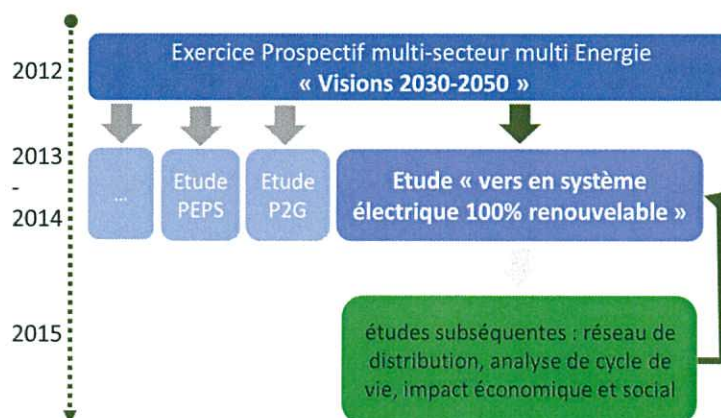 2012
Exercice Prospectif multi-secteur multi Energie
« Visions 2030-2050 »
2013
-
2014
...
Etude
PEPS
Etude
P2G
Etude « vers en système
électrique 100% renouvelable »
2015
études subséquentes : réseau de
distribution, analyse de cycle de
vie, impact économique et social